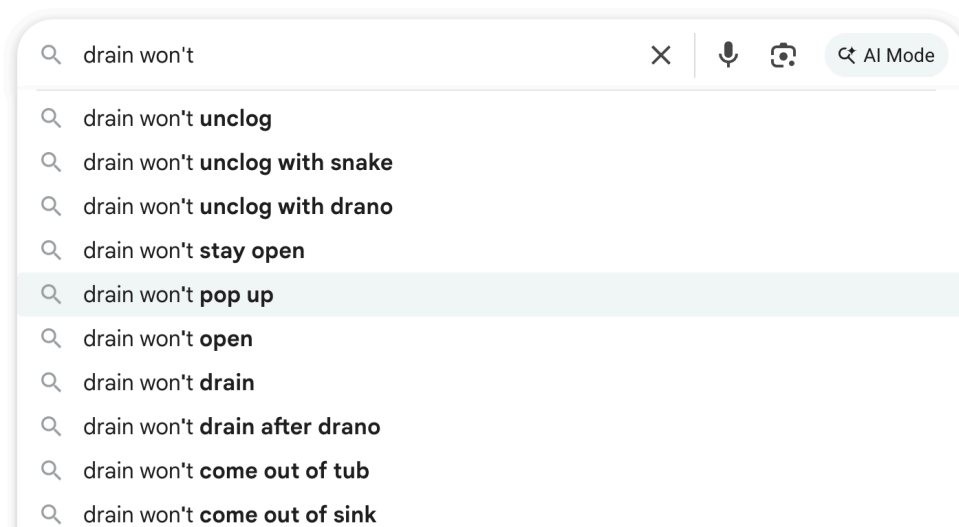 drain won't
AI Mode
drain won't unclog
drain won't unclog with snake
drain won't unclog with drano
drain won't stay open
drain won't pop up
drain won't open
drain won't drain
drain won't drain after drano
drain won't come out of tub
drain won't come out of sink